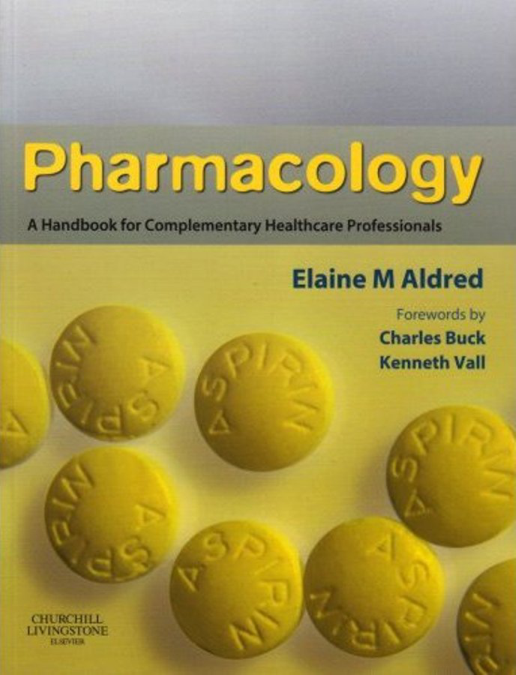 Pharmacology
A Handbook for Complementary Healthcare Professionals
Elaine M Aldred
Forewords by
Charles Buck
Kenneth Vall
ASPIRIN
ASPIRIN
A
ASPIRIN
ASPIRIN
ASPIRIN
ASPIRIN
IN
CHURCHILL
LIVINGSTONE
ELSEVIER